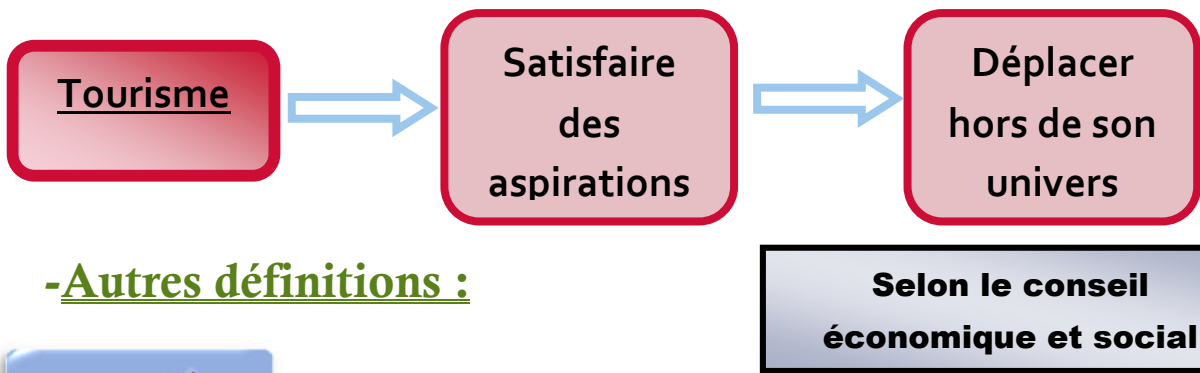 Tourisme
Satisfaire
des
aspirations
Déplacer
hors de son
univers
-Autres définitions :
Selon le conseil
économique et social